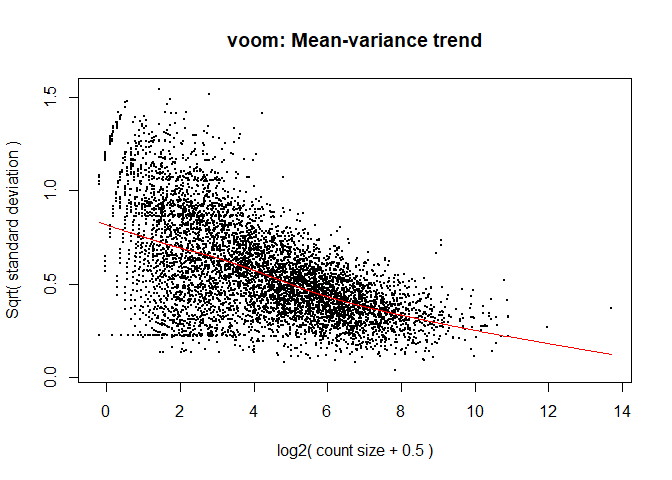 voom: Mean-variance trend
Sqrt( standard deviation )
1.5
1.0
0.5
0.0
0 2 4 6 8 10 12 14
log2( count size + 0.5 )